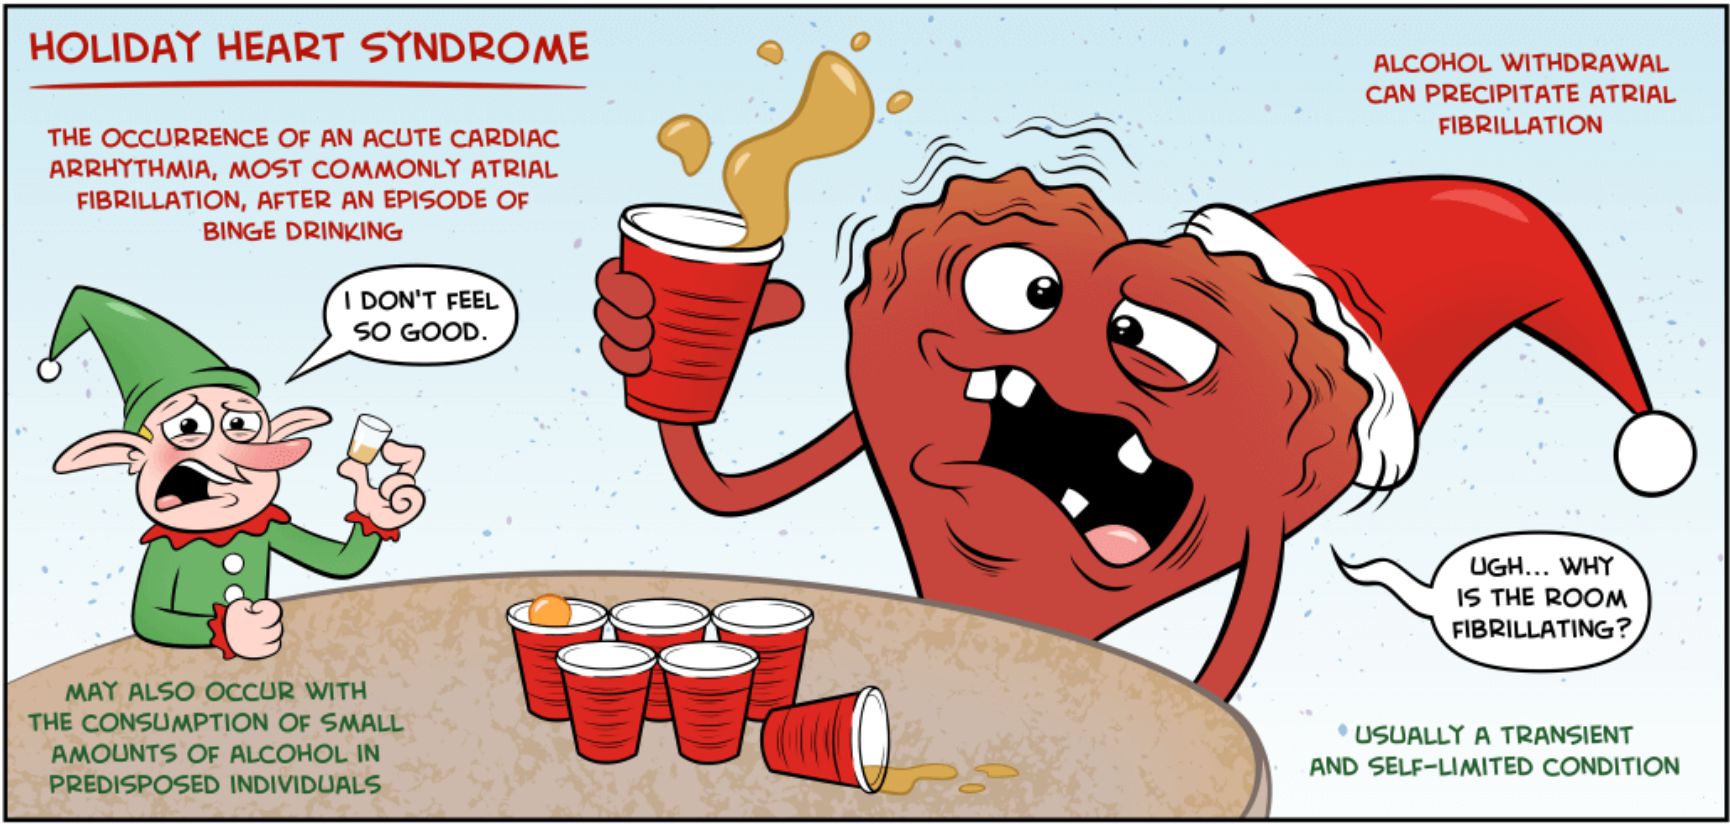 HOLIDAY HEART SYNDROME
THE OCCURRENCE OF AN ACUTE CARDIAC
ARRHYTHMIA, MOST COMMONLY ATRIAL
FIBRILLATION, AFTER AN EPISODE OF
BINGE DRINKING
ALCOHOL WITHDRAWAL
CAN PRECIPITATE ATRIAL
FIBRILLATION
I DON'T FEEL
SO GOOD.
UGH... WHY
IS THE ROOM
FIBRILLATING?
MAY ALSO OCCUR WITH
THE CONSUMPTION OF SMALL
AMOUNTS OF ALCOHOL IN
PREDISPOSED INDIVIDUALS
USUALLY A TRANSIENT
AND SELF-LIMITED CONDITION